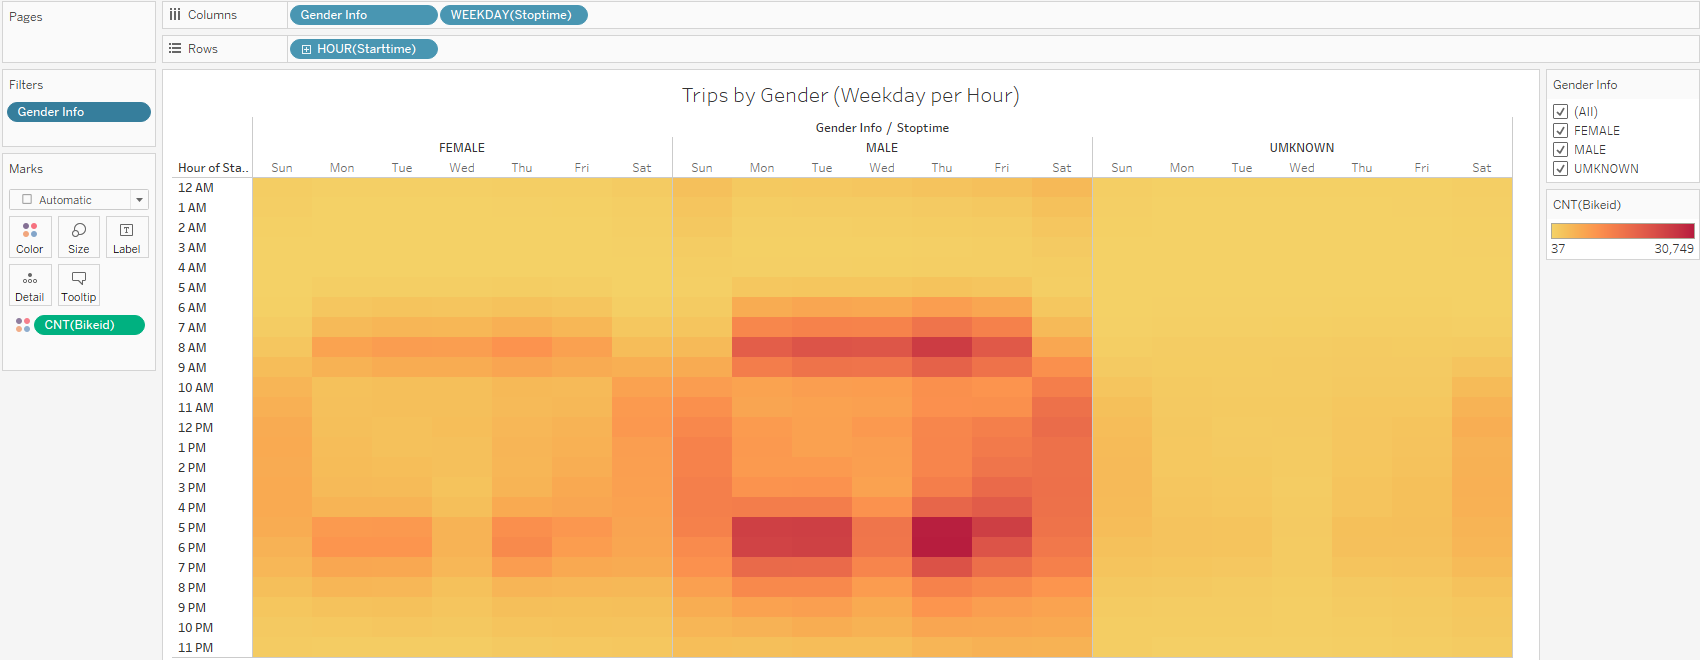 Pages
Columns
Gender Info
WEEKDAY(Stoptime)
Rows
HOUR(Starttime)
Filters
Gender Info
Marks
Automatic
Color
Size
Label
Detail
Tooltip
CNT(Bikeid)
Trips by Gender (Weekday per Hour)
Gender Info / Stoptime
FEMALE MALE UMKNOWN
Hour of Sta.. Sun Mon Tue Wed Thu Fri Sat Sun Mon Tue Wed Thu Fri Sat Sun Mon Tue Wed Thu Fri Sat
12 AM
1 AM
2 AM
3 AM
4 AM
5 AM
6 AM
7 AM
8 AM
9 AM
10 AM
11 AM
12 PM
1 PM
2 PM
3 PM
4 PM
5 PM
6 PM
7 PM
8 PM
9 PM
10 PM
11 PM
Gender Info
(All)
FEMALE
MALE
UMKNOWN
CNT(Bikeid)
37 30,749